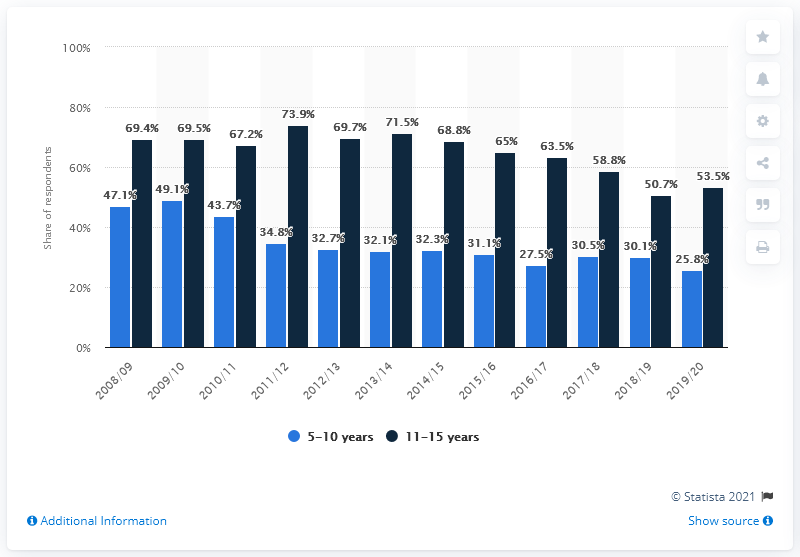 100%
80%
60%
40%
20%
0%
Share of respondents
47.1% 69.4% 49.1% 69.5% 43.7% 67.2% 34.8% 73.9% 32.7% 69.7% 32.1% 71.5% 32.3% 68.8% 31.1% 65% 27.5% 63.5% 30.5% 58.8% 30.1% 50.7% 25.8% 53.5%
2008/09 2009/10 2010/11 2011/12 2012/13 2013/14 2014/15 2015/16 2016/17 2017/18 2018/19 2019/20
5-10 years 11-15 years
© Statista 2021
Additional Information Show source